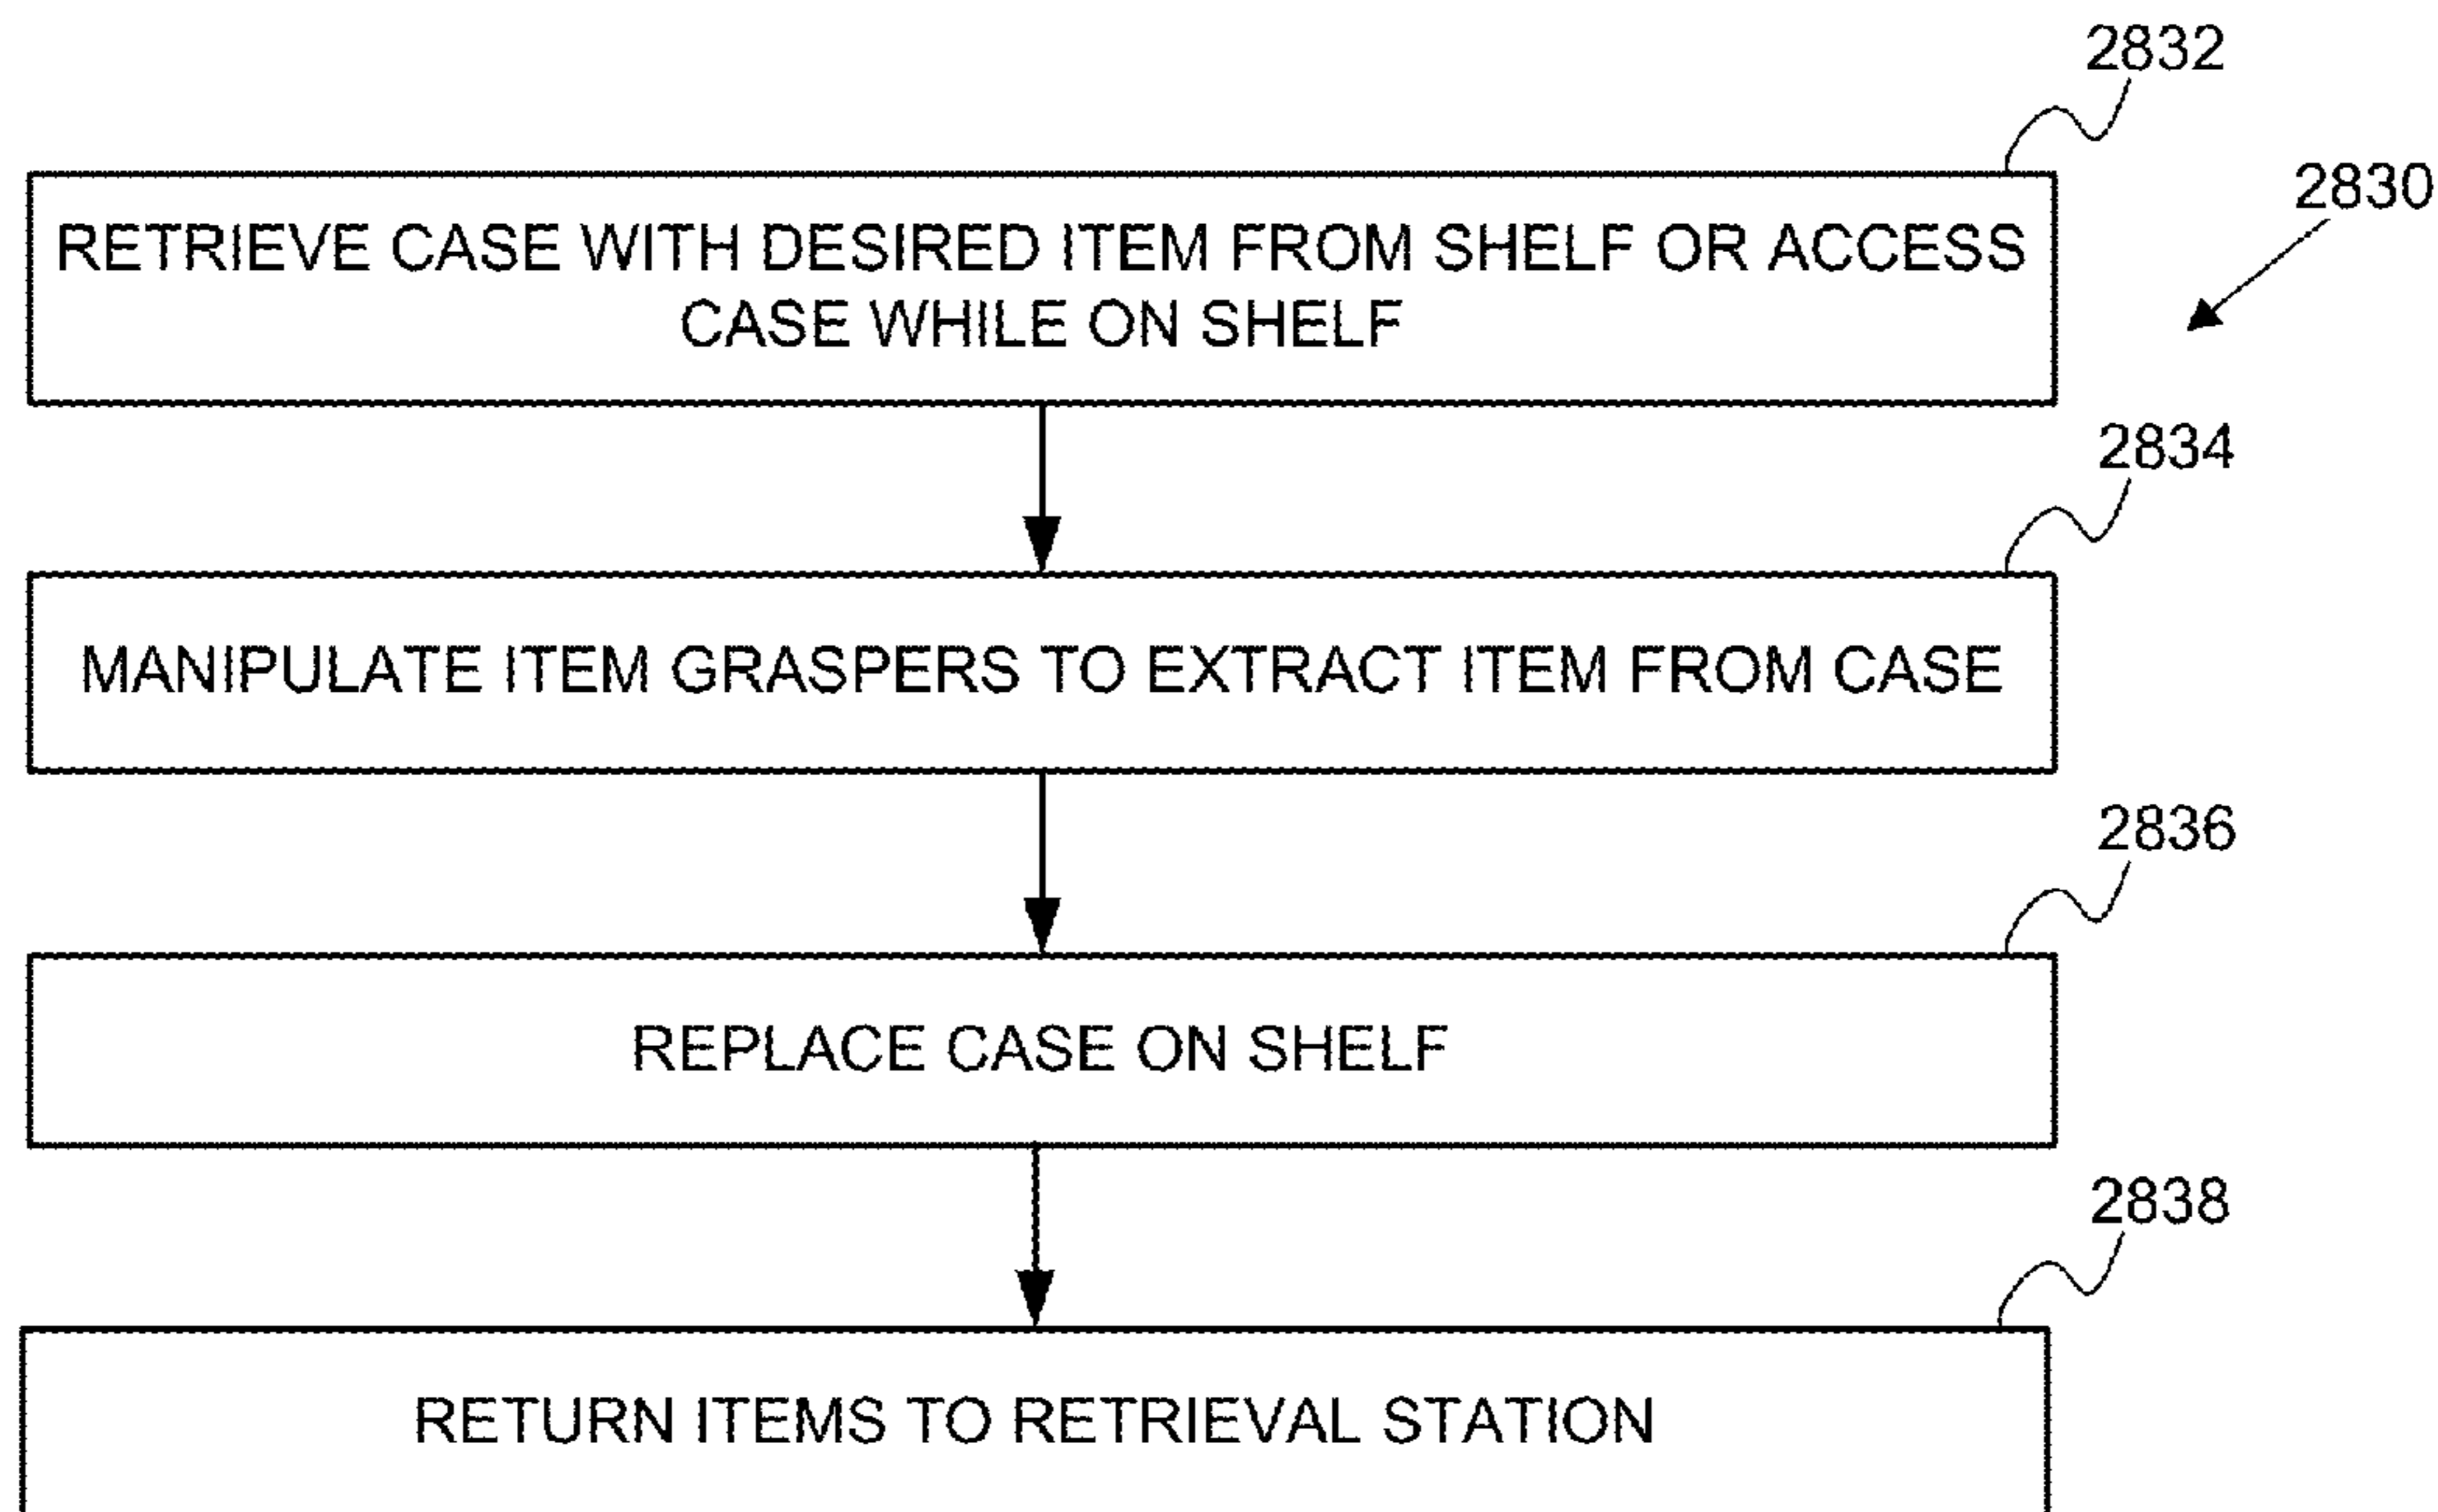 2832
2830
RETRIEVE CASE WITH DESIRED ITEM FROM SHELF OR ACCESS
CASE WHILE ON SHELF
2834
MANIPULATE ITEM GRASPERS TO EXTRACT ITEM FROM CASE
2836
REPLACE CASE ON SHELF
2838
RETURN ITEMS TO RETRIEVAL STATION